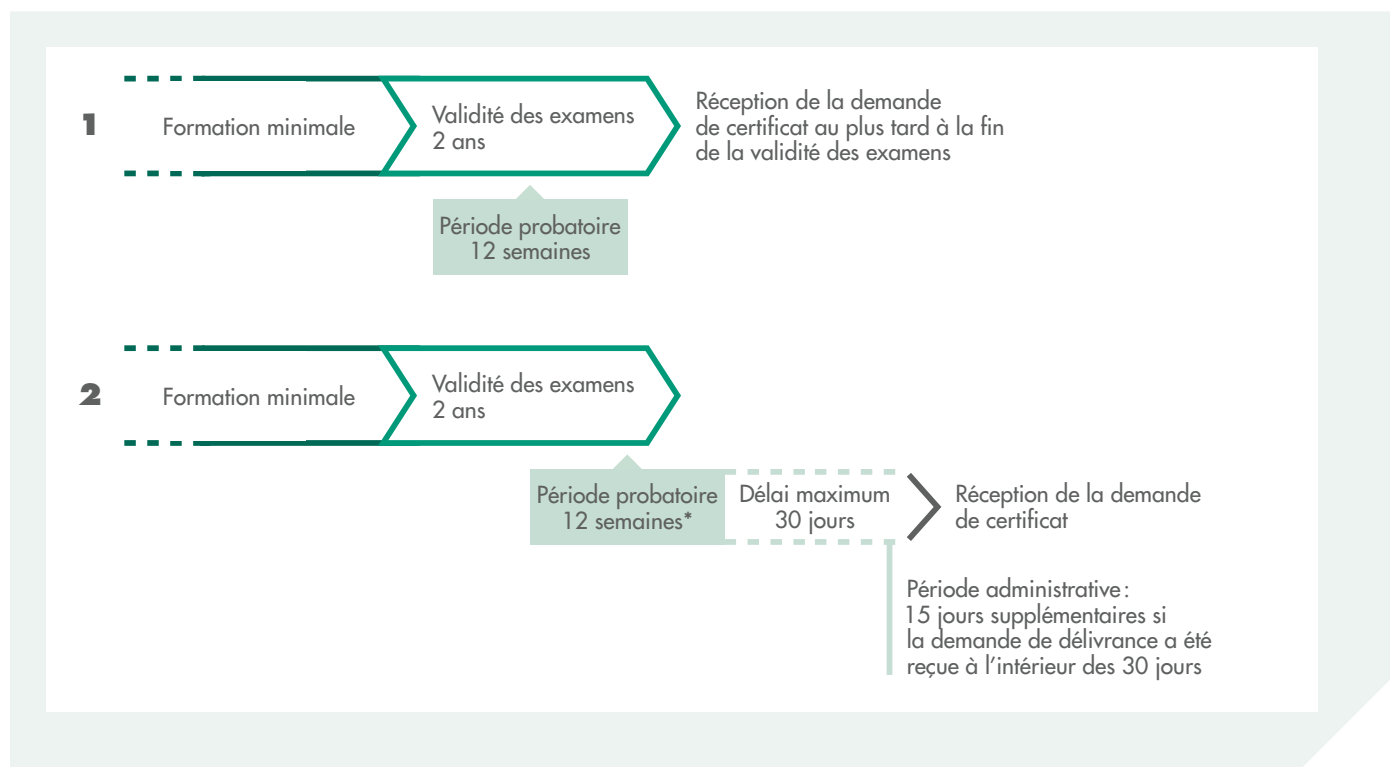 1
Formation minimale
Validité des examens
2 ans
Réception de la demande
de certificat au plus tard à la fin
de la validité des examens
Période probatoire
12 semaines
2
Formation minimale
Validité des examens
2 ans
Période probatoire
12 semaines*
Délai maximum
30 jours
Réception de la demande
de certificat
Période administrative :
15 jours supplémentaires si
la demande de délivrance a été
reçue à l’intérieur des 30 jours